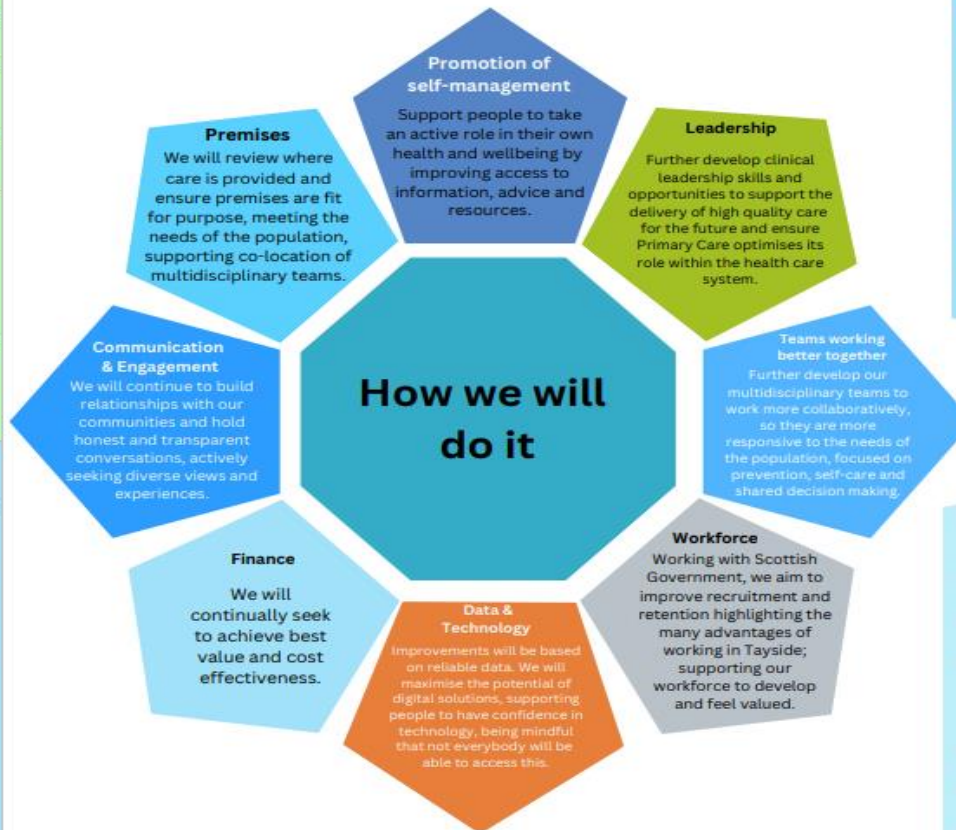 Promotion of
self-management
Support people to take
an active role in their own
health and wellbeing by
improving access to
information, advice and
resources.
Leadership
Further develop clinical
leadership skills and
opportunities to support the
delivery of high quality care
for the future and ensure
Primary Care optimises its
role within the health care
system.
Teams working
better together
Further develop our
multidisciplinary teams to
work more collaboratively,
so they are more
responsive to the needs of
the population, focused on
prevention, self-care and
shared decision making.
Workforce
Working with Scottish
Government, we aim to
improve recruitment and
retention highlighting the
many advantages of
working in Tayside;
supporting our
workforce to develop
and feel valued.
Data &
Technology
Improvements will be based
on reliable data. We will
maximise the potential of
digital solutions, supporting
people to have confidence in
technology, being mindful
that not everybody will be
able to access this.
Finance
We will
continually seek
to achieve best
value and cost
effectiveness.
Communication
& Engagement
We will continue to build
relationships with our
communities and hold
honest and transparent
conversations, actively
seeking diverse views and
experiences.
Premises
We will review where
care is provided and
ensure premises are fit
for purpose, meeting the
needs of the population,
supporting co-location of
multidisciplinary teams.
How we will
do it